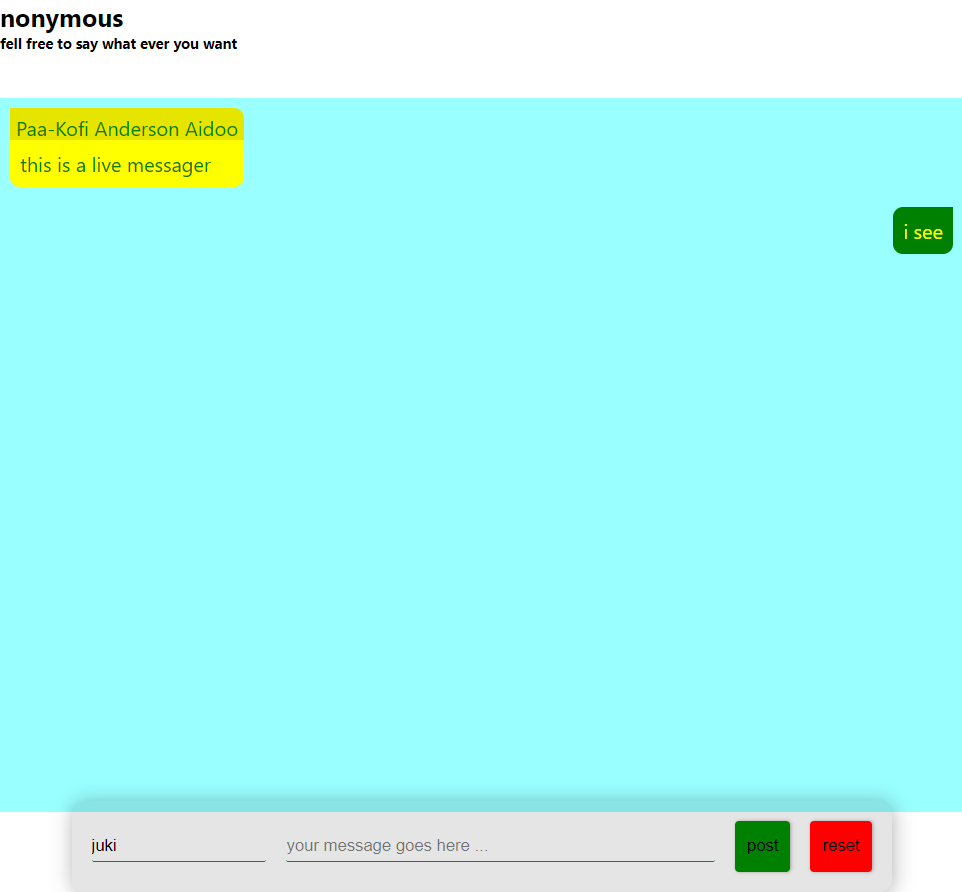 nonymous
fell free to say what ever you want
Paa-Kofi Anderson Aidoo
this is a live messager
i see
juki
your message goes here ...
post
reset